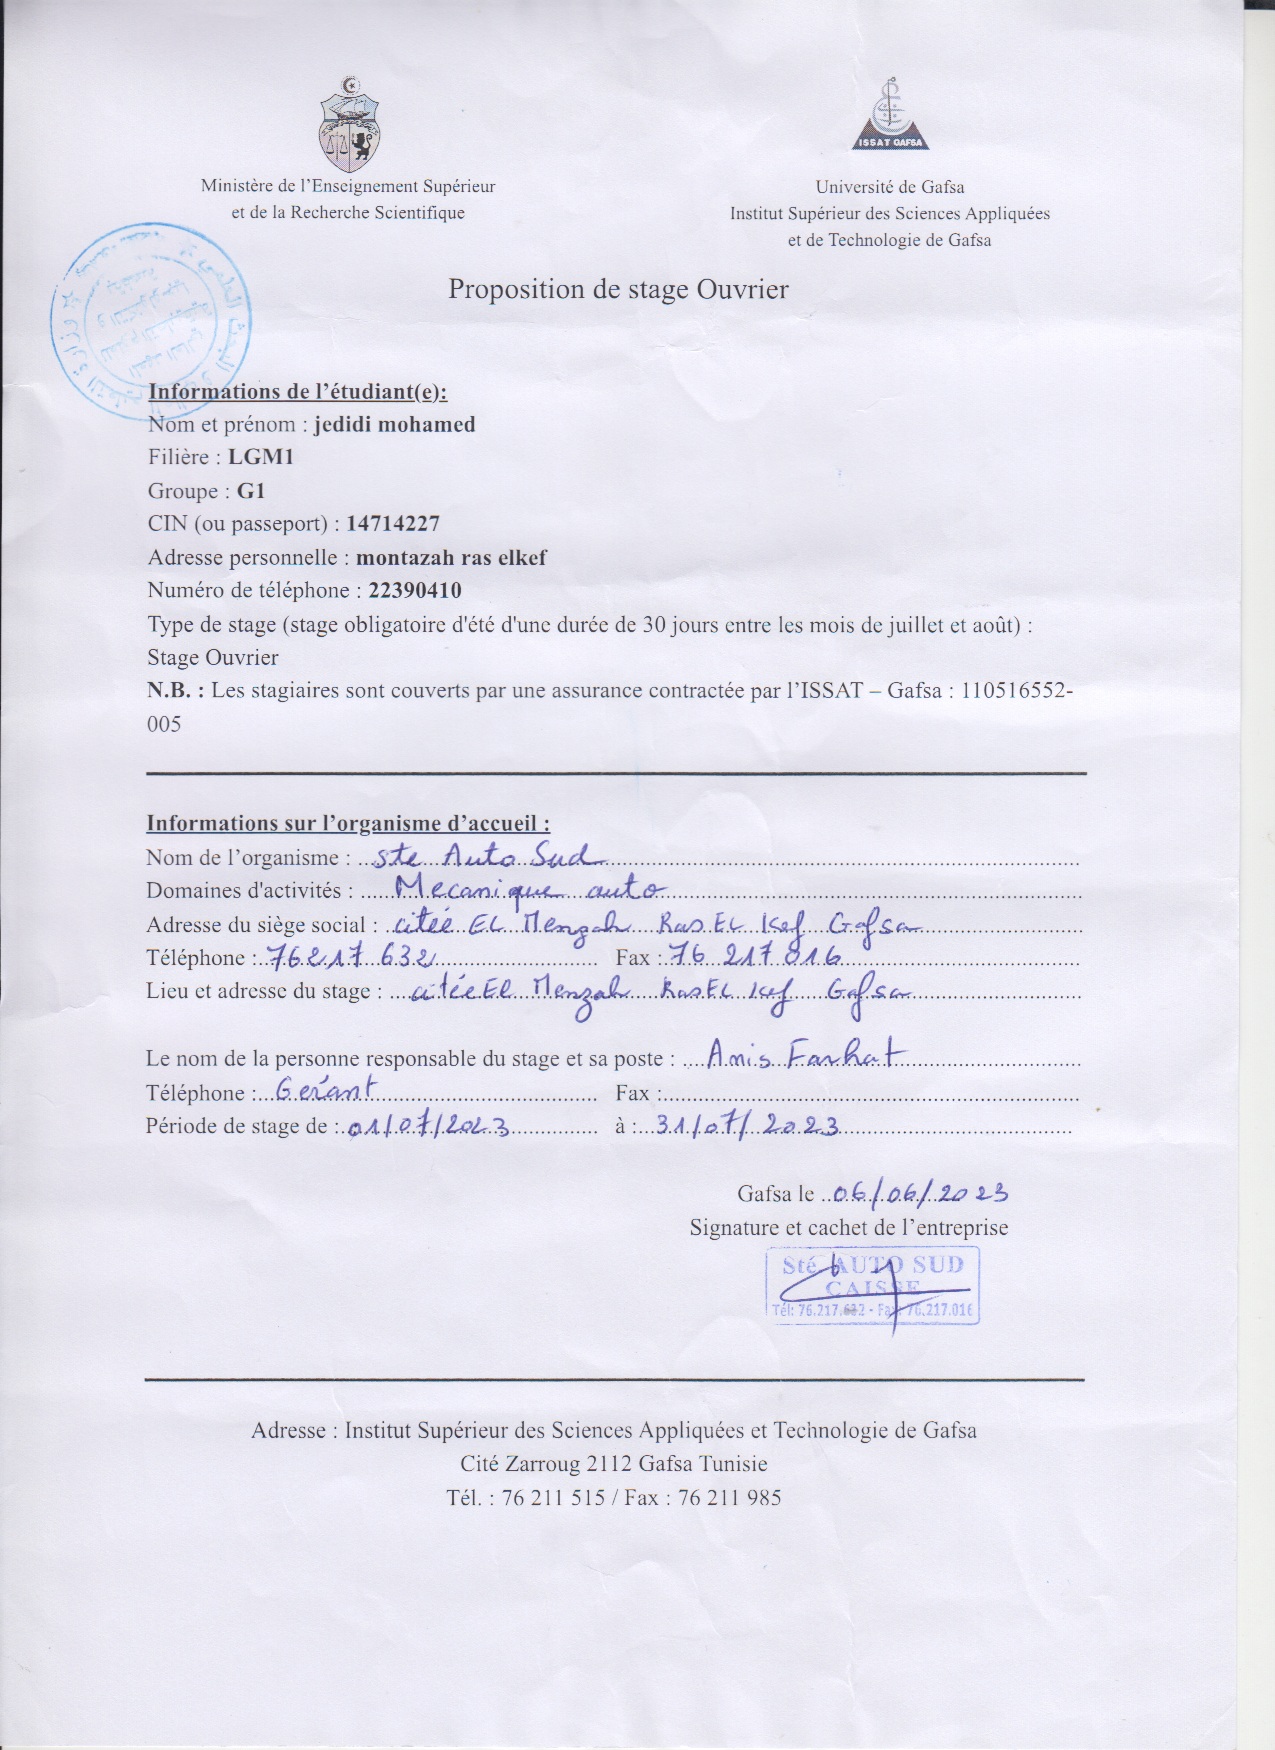 ISSAT GAFSA
Ministère de l'Enseignement Supérieur
et de la Recherche Scientifique
Université de Gafsa
Institut Supérieur des Sciences Appliquées
et de Technologie de Gafsa
Proposition de stage Ouvrier
Informations de l'étudiant(e):
Nom et prénom : jedidi mohamed
Filière : LGM1
Groupe : G1
CIN (ou passeport) : 14714227
Adresse personnelle : montazah ras elkef
Numéro de téléphone : 22390410
Type de stage (stage obligatoire d'été d'une durée de 30 jours entre les mois de juillet et août) :
Stage Ouvrier
N.B. : Les stagiaires sont couverts par une assurance contractée par l'ISSAT – Gafsa : 110516552-
005
Informations sur l'organisme d'accueil :
Nom de l'organisme : ste Auto Sud
Domaines d'activités : Mecanique auto
Adresse du siège social : citée EL Menzah Ras EL Kef Gafsa
Téléphone : 76 217 632 Fax : 76 217 016
Lieu et adresse du stage : citée El Menzah Ras EL Kef Gafsa
Le nom de la personne responsable du stage et sa poste : Anis Farhat
Téléphone : Gérant Fax :
Période de stage de : 01/07/2023 à : 31/07/2023
Gafsa le 06/06/2023
Signature et cachet de l'entreprise
Sté AUTO SUD
CAISSE
Tél: 76.217.632 - Fax: 76.217.016
Adresse : Institut Supérieur des Sciences Appliquées et Technologie de Gafsa
Cité Zarroug 2112 Gafsa Tunisie
Tél. : 76 211 515 / Fax : 76 211 985